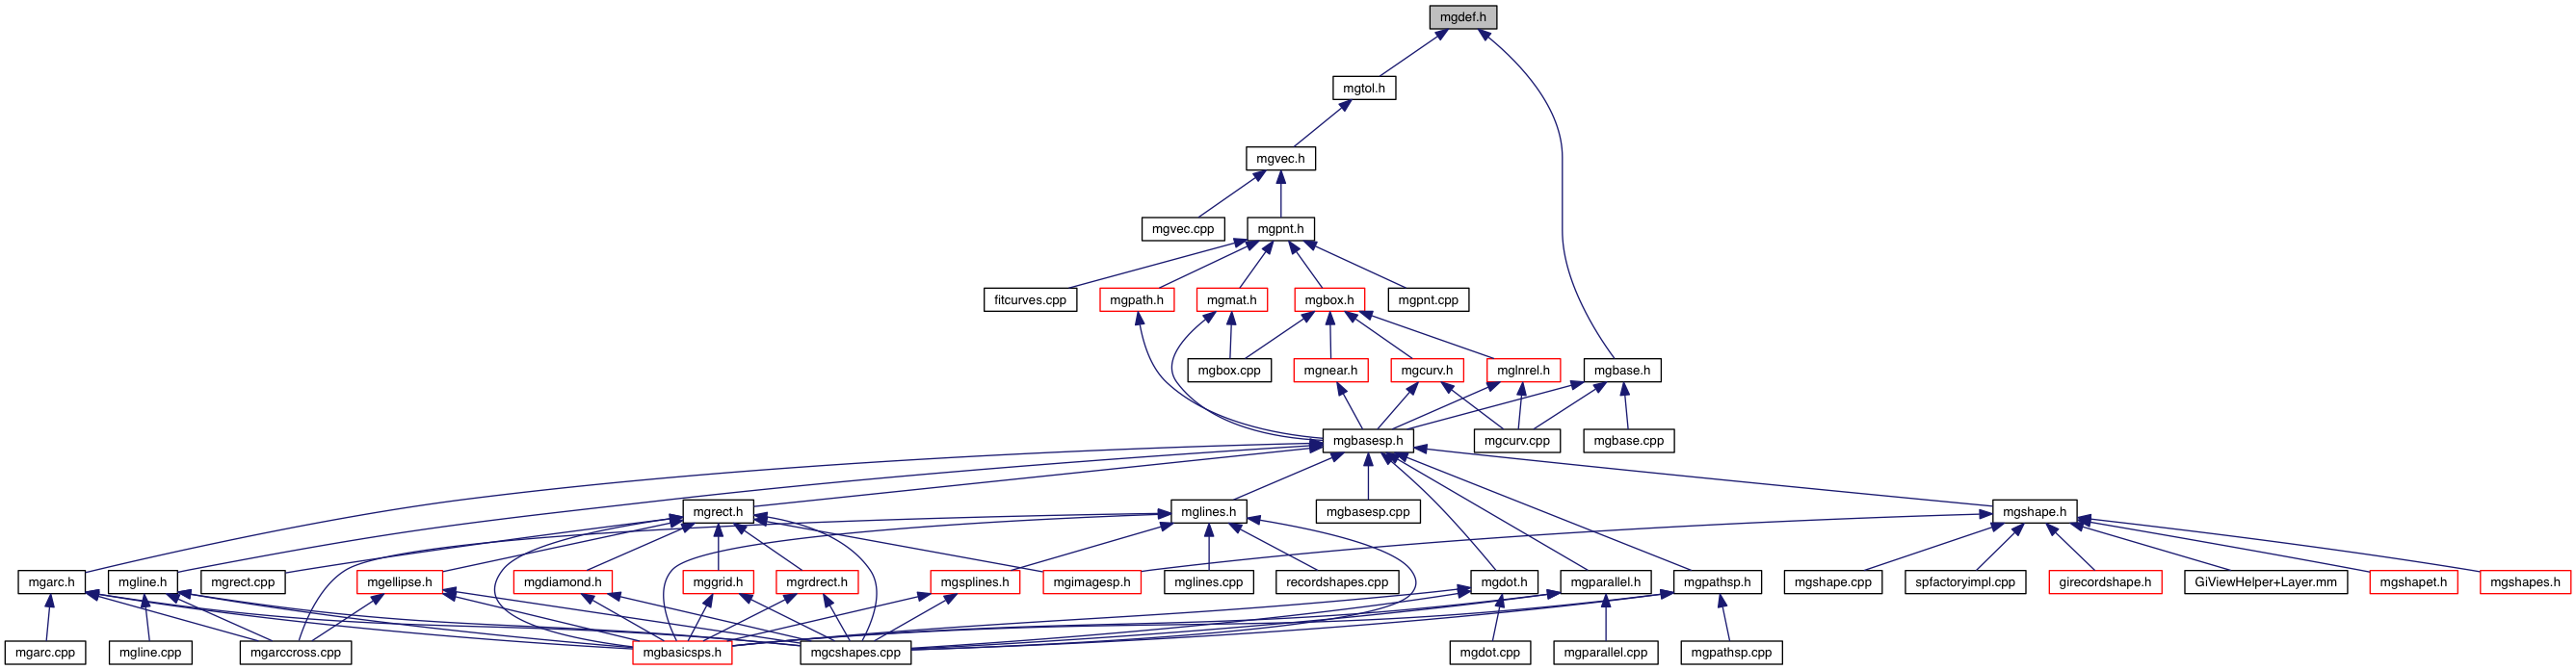 mgdef.h
mgtol.h
mgvec.h
mgvec.cpp
mgpnt.h
fitcurves.cpp
mgpath.h
mgmat.h
mgbox.h
mgpnt.cpp
mgbox.cpp
mgnear.h
mgcurv.h
mglnrel.h
mgbase.h
mgbasesp.h
mgcurv.cpp
mgbase.cpp
mgrect.h
mglines.h
mgbasesp.cpp
mgshape.h
mgarc.h
mgline.h
mgrect.cpp
mgellipse.h
mgdiamond.h
mggrid.h
mgrdrect.h
mgsplines.h
mgimagesp.h
mglines.cpp
recordshapes.cpp
mgdot.h
mgparallel.h
mgpathsp.h
mgshape.cpp
spfactoryimpl.cpp
girecordshape.h
GiViewHelper+Layer.mm
mgshapet.h
mgshapes.h
mgarc.cpp
mgline.cpp
mgarccross.cpp
mgbasicsps.h
mgcshapes.cpp
mgdot.cpp
mgparallel.cpp
mgpathsp.cpp